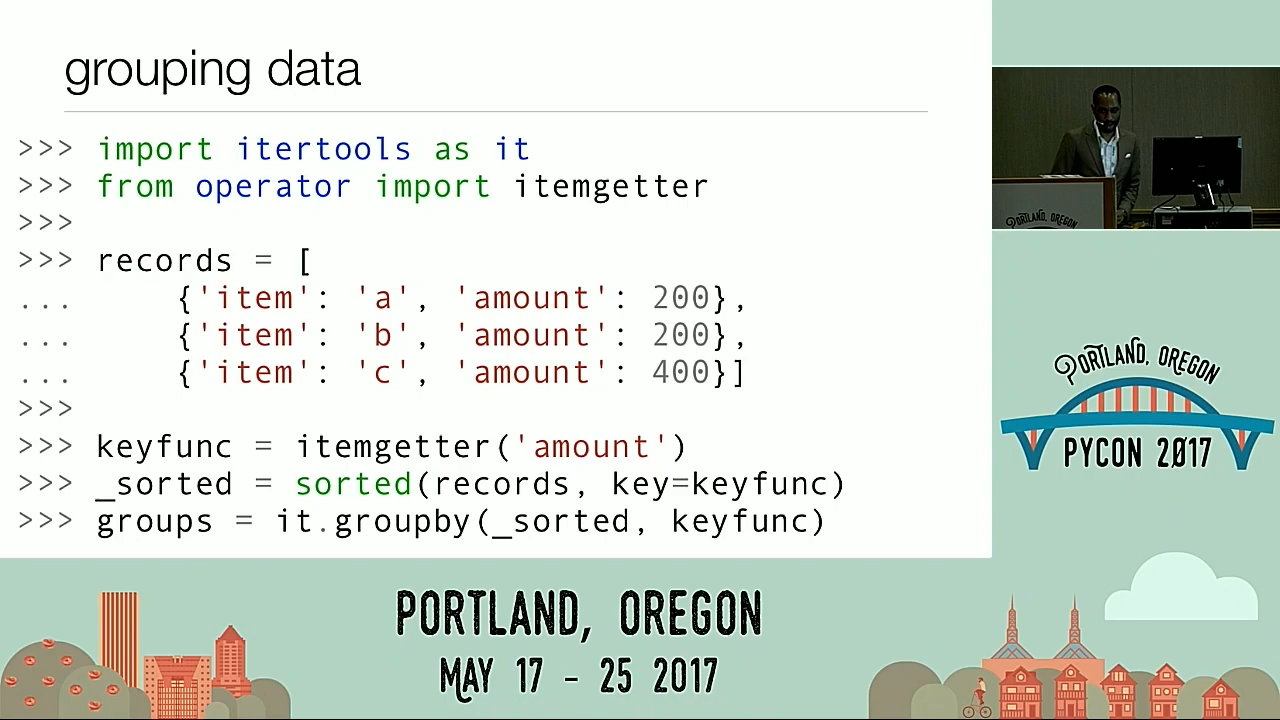 grouping data
>>> import itertools as it
>>> from operator import itemgetter
>>>
>>> records = [
...     {'item': 'a', 'amount': 200},
...     {'item': 'b', 'amount': 200},
...     {'item': 'c', 'amount': 400}]
>>>
>>> keyfunc = itemgetter('amount')
>>> _sorted = sorted(records, key=keyfunc)
>>> groups = it.groupby(_sorted, keyfunc)
PORTLAND, OREGON
PORTLAND, OREGON
PYCON 2017
PORTLAND, OREGON
MAY 17 - 25 2017